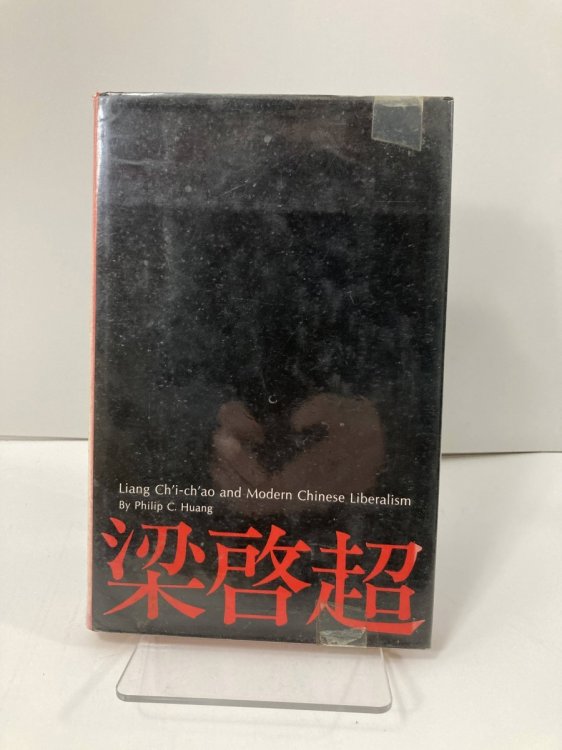 Liang Ch'i-ch'ao and Modern Chinese Liberalism
By Philip C. Huang
梁啓超